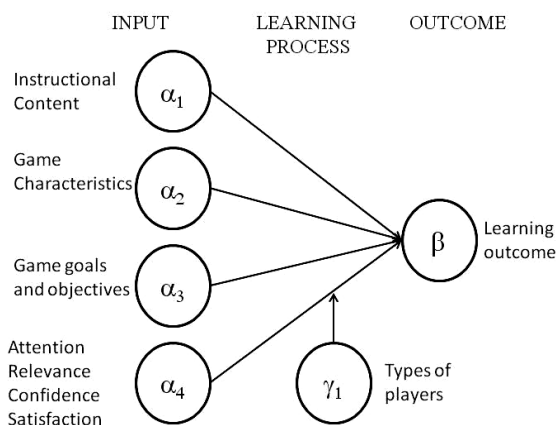 INPUT
LEARNING
PROCESS
OUTCOME
Instructional
Content
α1
Game
Characteristics
α2
Game goals
and objectives
α3
Attention
Relevance
Confidence
Satisfaction
α4
γ1
Types of
players
β
Learning
outcome